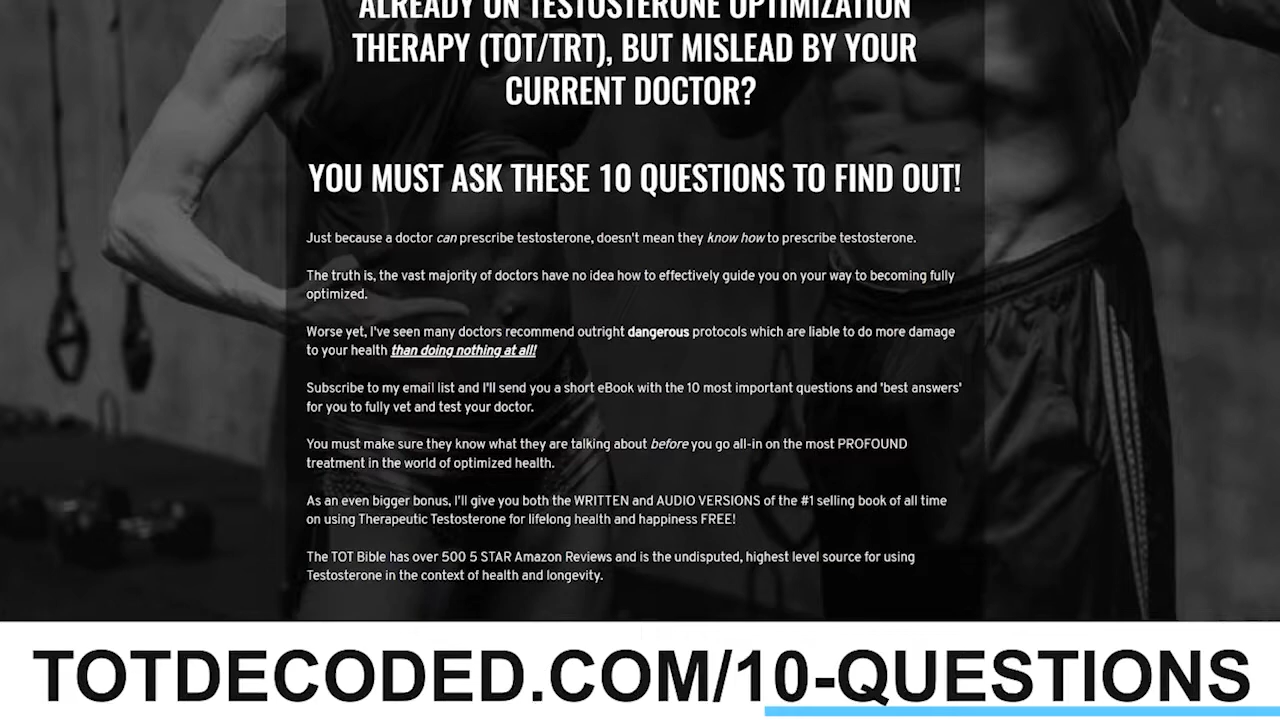 ALREADY ON TESTOSTERONE OPTIMIZATION
THERAPY (TOT/TRT), BUT MISLEAD BY YOUR
CURRENT DOCTOR?
YOU MUST ASK THESE 10 QUESTIONS TO FIND OUT!
Just because a doctor can prescribe testosterone, doesn't mean they know how to prescribe testosterone.
The truth is, the vast majority of doctors have no idea how to effectively guide you on your way to becoming fully
optimized.
Worse yet, I've seen many doctors recommend outright dangerous protocols which are liable to do more damage
to your health than doing nothing at all!
Subscribe to my email list and I'll send you a short eBook with the 10 most important questions and 'best answers'
for you to fully vet and test your doctor.
You must make sure they know what they are talking about before you go all-in on the most PROFOUND
treatment in the world of optimized health.
As an even bigger bonus, I'll give you both the WRITTEN and AUDIO VERSIONS of the #1 selling book of all time
on using Therapeutic Testosterone for lifelong health and happiness FREE!
The TOT Bible has over 500 5 STAR Amazon Reviews and is the undisputed, highest level source for using
Testosterone in the context of health and longevity.
TOTDECODED.COM/10-QUESTIONS